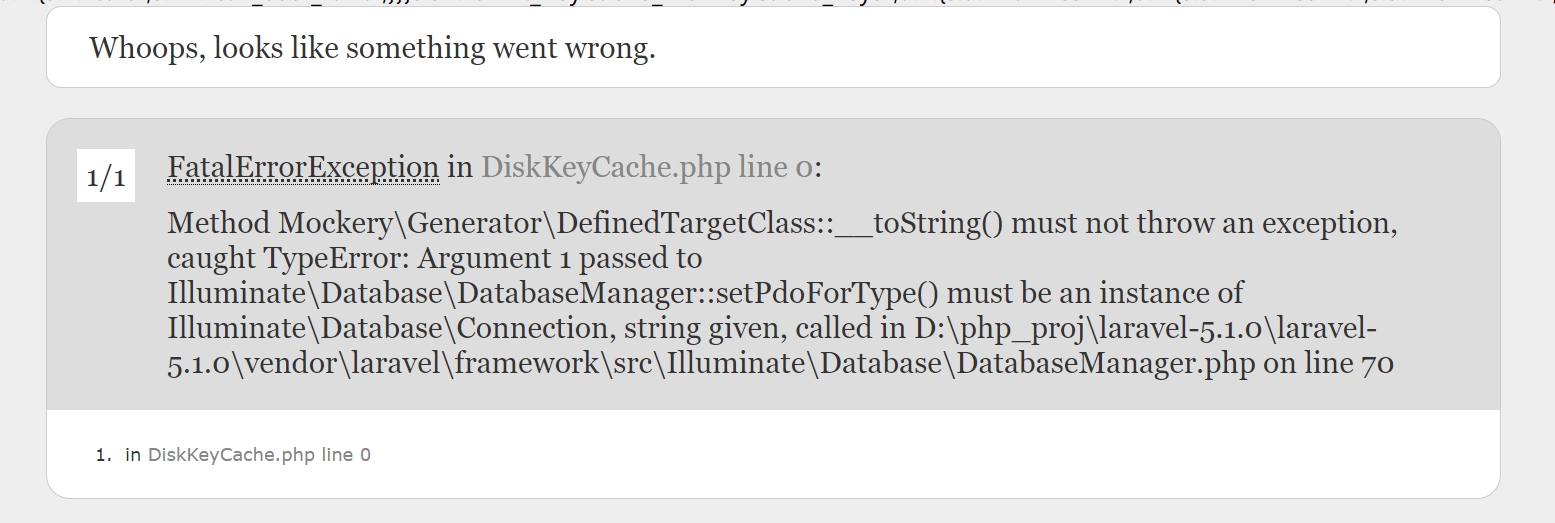 Whoops, looks like something went wrong.
1/1
FatalErrorException in DiskKeyCache.php line 0:
Method Mockery\Generator\DefinedTargetClass::__toString() must not throw an exception,
caught TypeError: Argument 1 passed to
Illuminate\Database\DatabaseManager::setPdoForType() must be an instance of
Illuminate\Database\Connection, string given, called in D:\php_proj\laravel-5.1.0\laravel-
5.1.0\vendor\laravel\framework\src\Illuminate\Database\DatabaseManager.php on line 70
1. in DiskKeyCache.php line 0